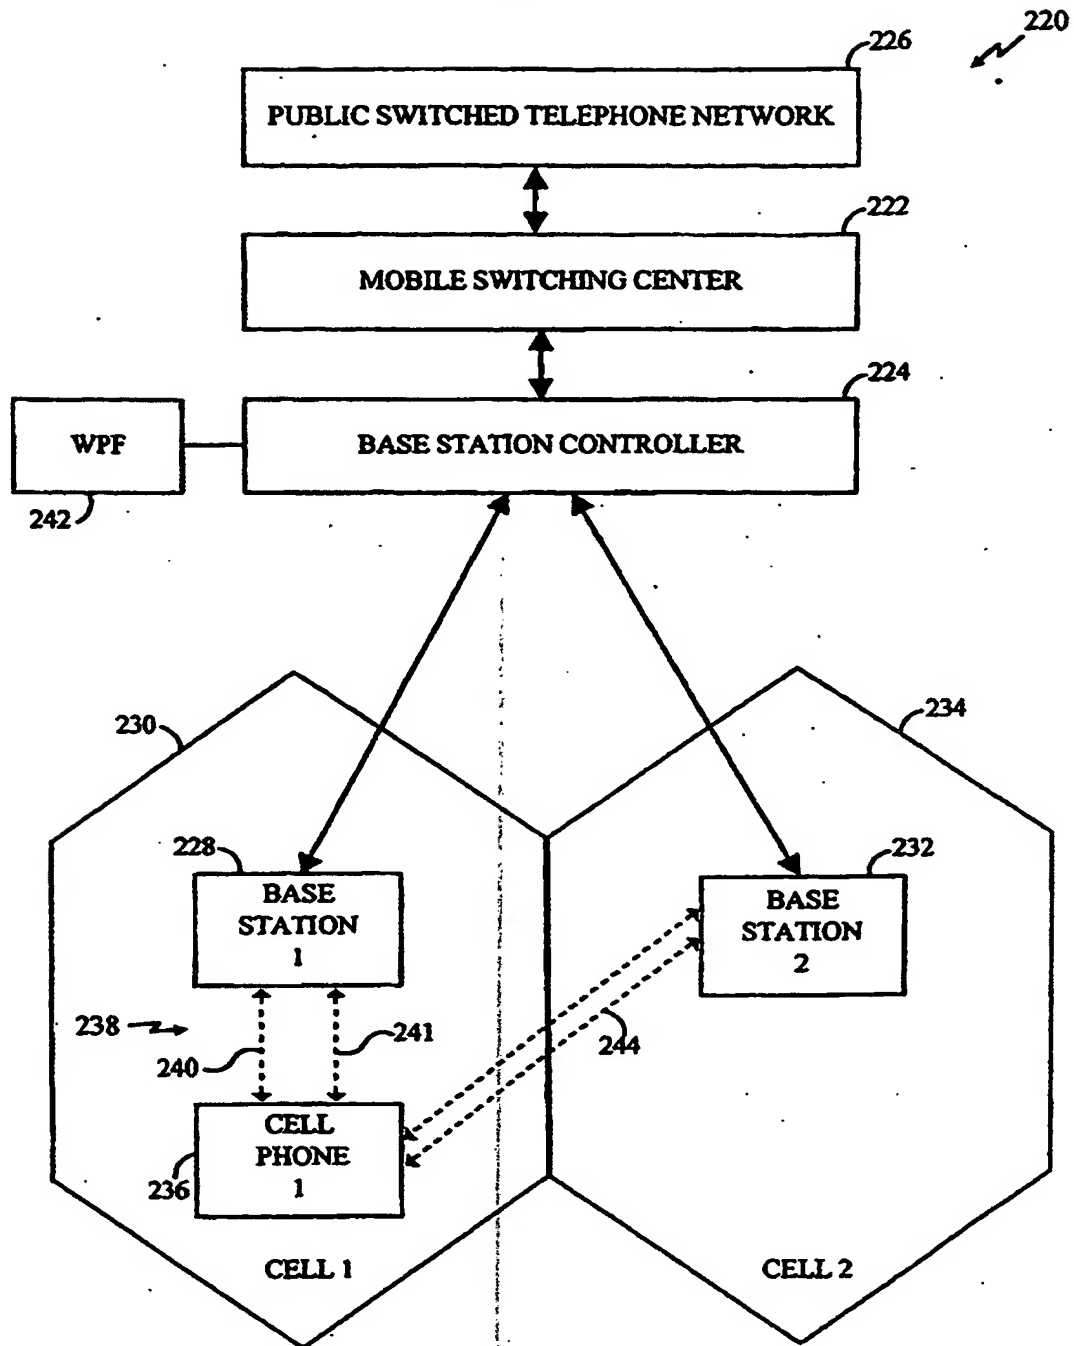 220
226
PUBLIC SWITCHED TELEPHONE NETWORK
222
MOBILE SWITCHING CENTER
224
WPF
BASE STATION CONTROLLER
242
230
234
228
232
BASE
STATION
1
BASE
STATION
2
238
240
241
244
CELL
PHONE
1
236
CELL 1
CELL 2